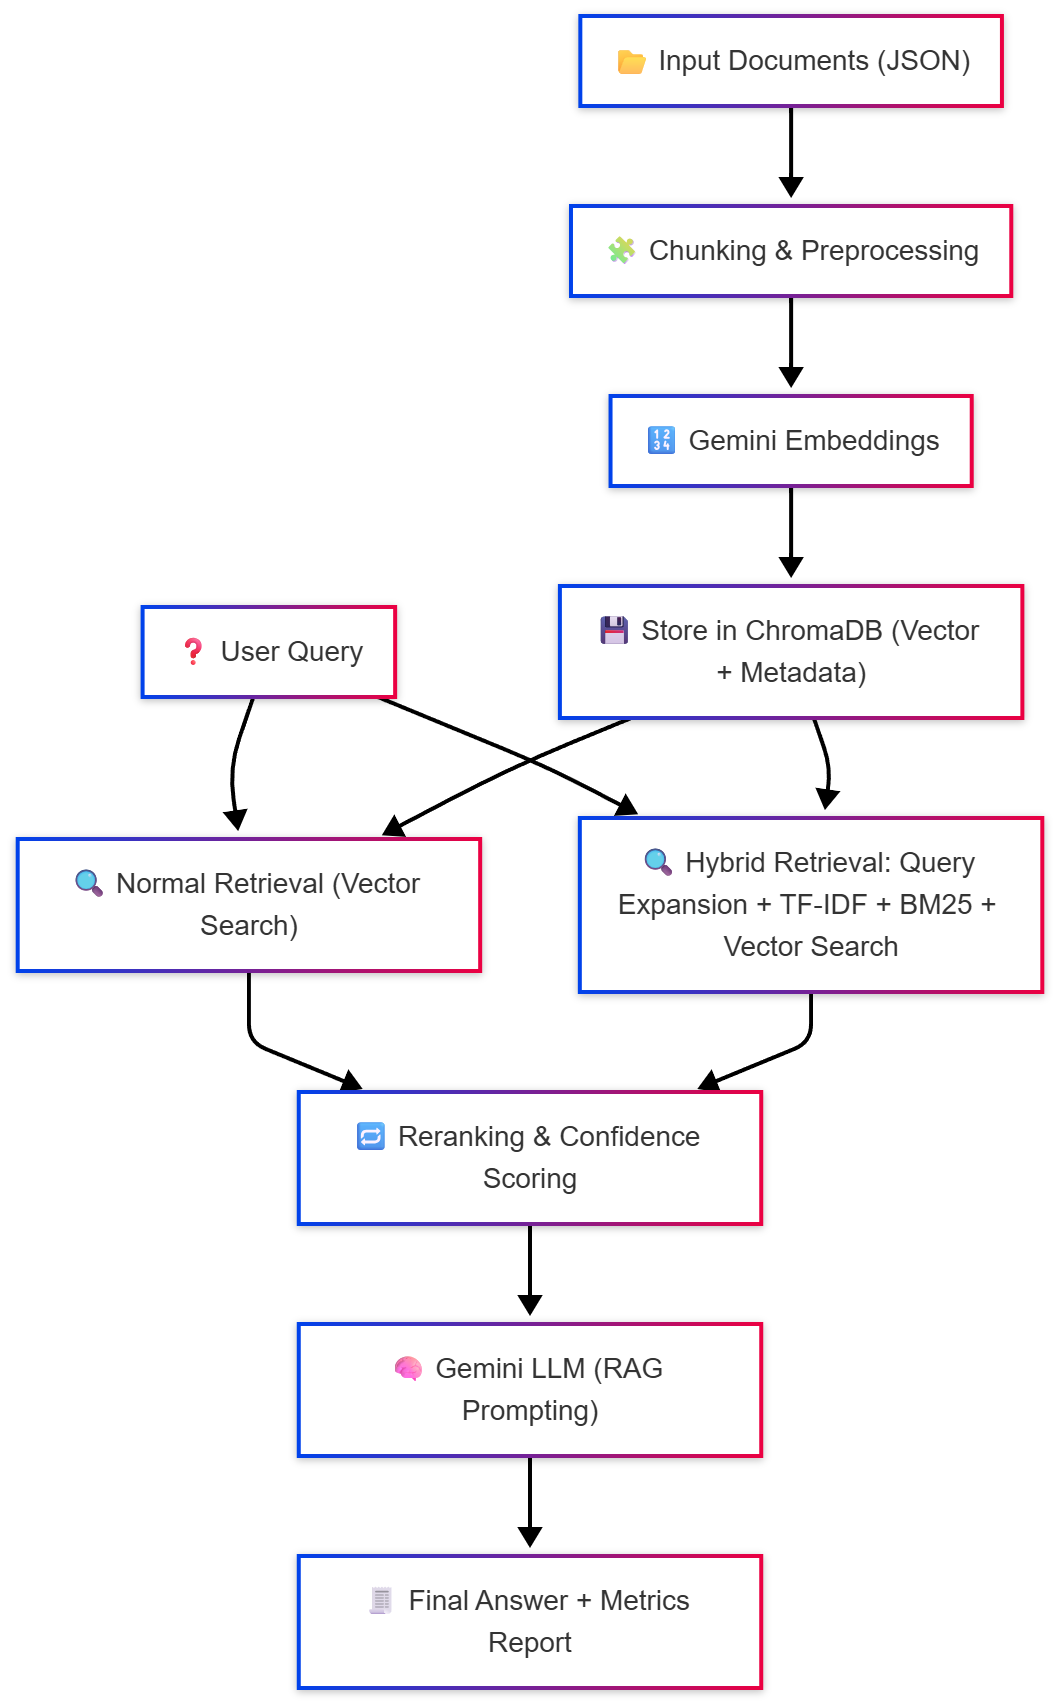 Input Documents (JSON)
Chunking & Preprocessing
Gemini Embeddings
Store in ChromaDB (Vector
+ Metadata)
User Query
Normal Retrieval (Vector
Search)
Hybrid Retrieval: Query
Expansion + TF-IDF + BM25 +
Vector Search
Reranking & Confidence
Scoring
Gemini LLM (RAG
Prompting)
Final Answer + Metrics
Report